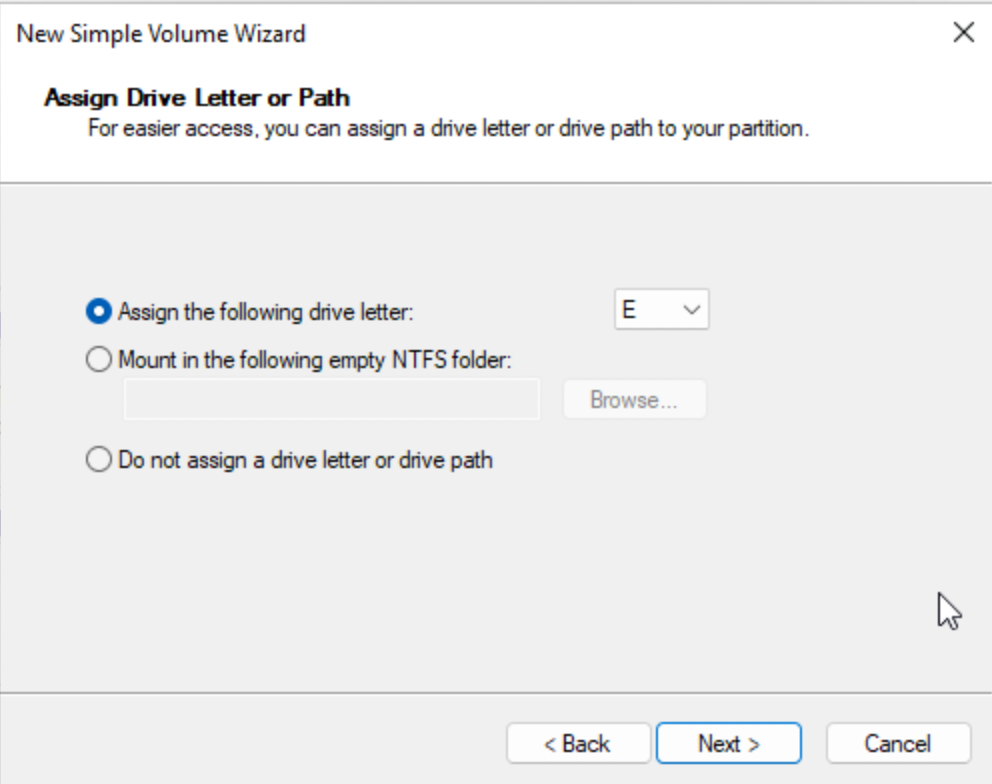 New Simple Volume Wizard
Assign Drive Letter or Path
For easier access, you can assign a drive letter or drive path to your partition.
Assign the following drive letter: E
Mount in the following empty NTFS folder:
Browse...
Do not assign a drive letter or drive path
< Back Next > Cancel